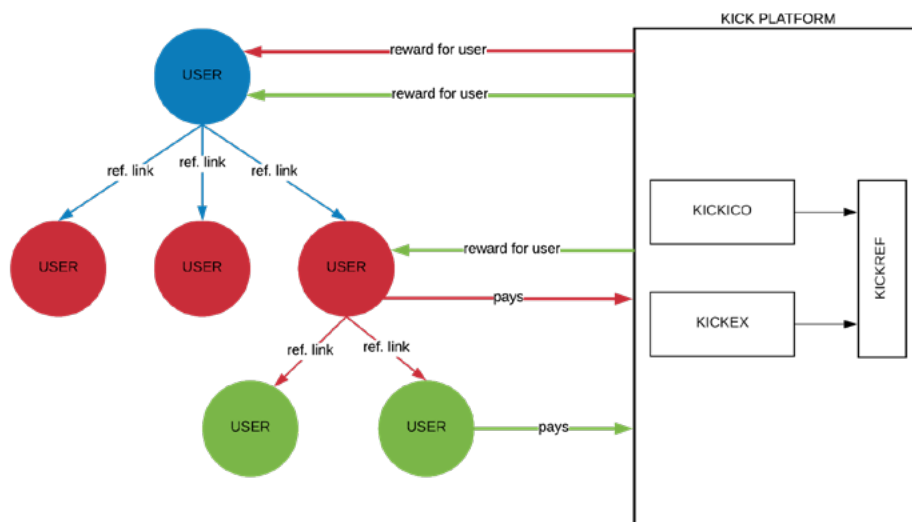 KICK PLATFORM
reward for user
USER
reward for user
ref. link
ref. link
ref. link
KICKICO
KICKREF
USER
USER
USER
reward for user
pays
KICKEX
ref. link
ref. link
USER
USER
pays